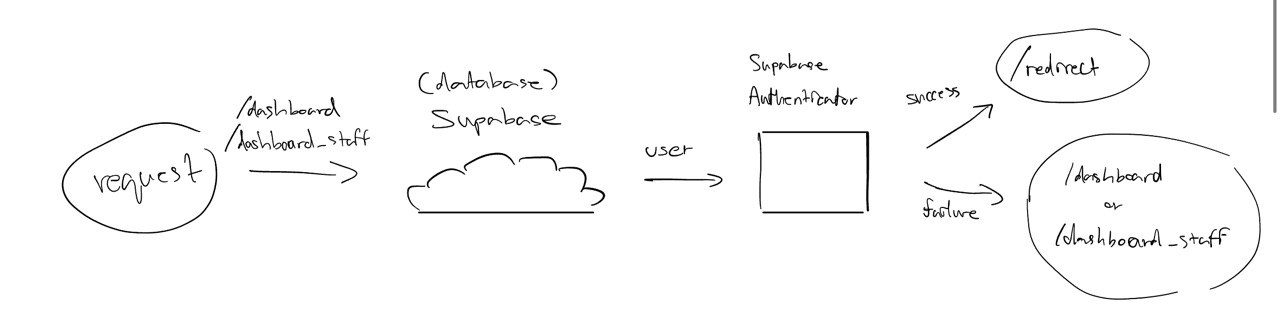 request
/dashboard
/dashboard_staff
(database)
Supabase
user
Supabase
Authenticator
success
failure
/redirect
/dashboard
or
/dashboard_staff